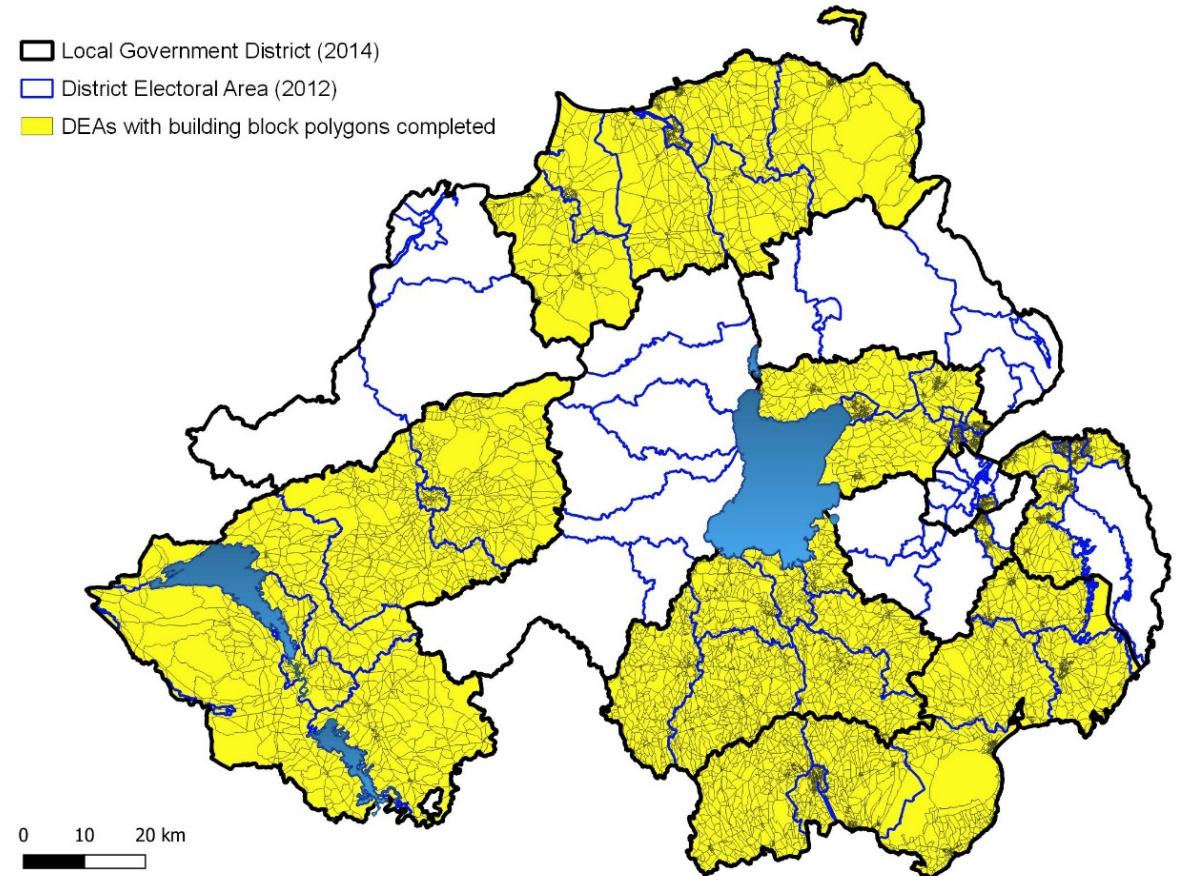 Local Government District (2014)
District Electoral Area (2012)
DEAs with building block polygons completed
0 10 20 km